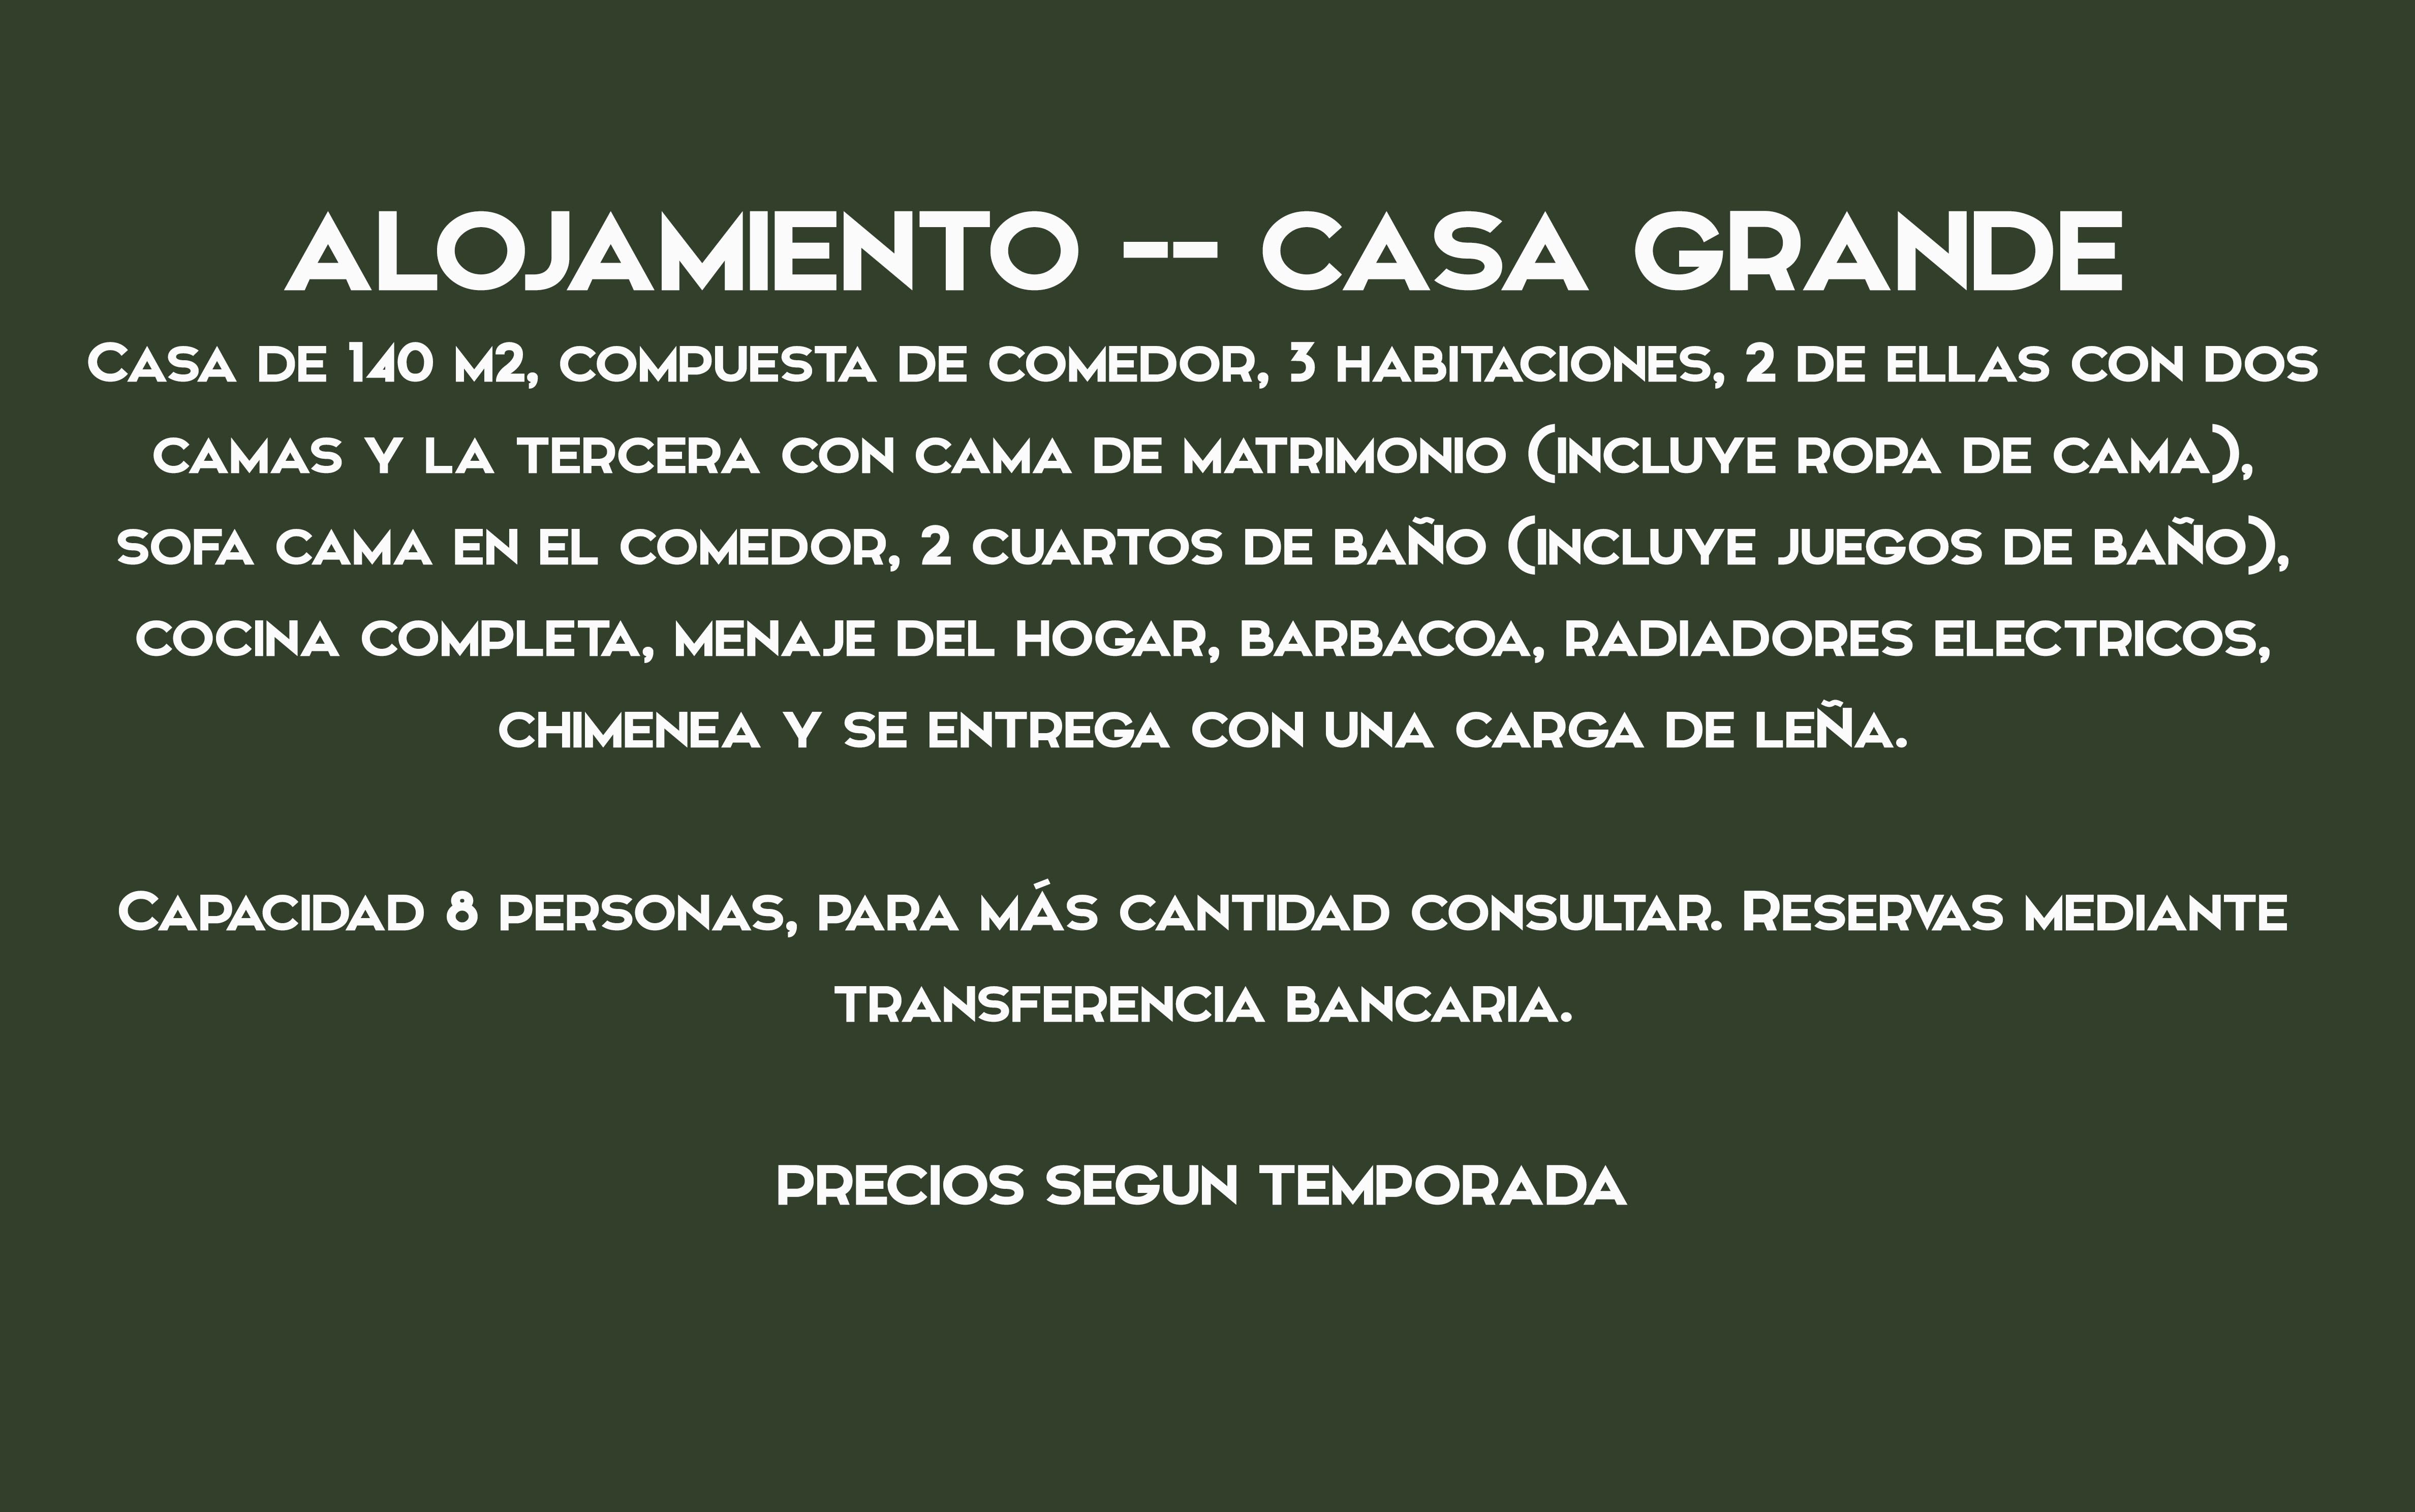 ALOJAMIENTO -- CASA GRANDE
Casa de 140 m2, compuesta de comedor, 3 habitaciones, 2 de ellas con dos
camas y la tercera con cama de matrimonio (incluye ropa de cama),
sofa cama en el comedor, 2 cuartos de baño (incluye juegos de baño),
cocina completa, menaje del hogar, barbacoa, radiadores electricos,
chimenea y se entrega con una carga de leña.
Capacidad 8 personas, para más cantidad consultar. Reservas mediante
transferencia bancaria.
PRECIOS SEGUN TEMPORADA